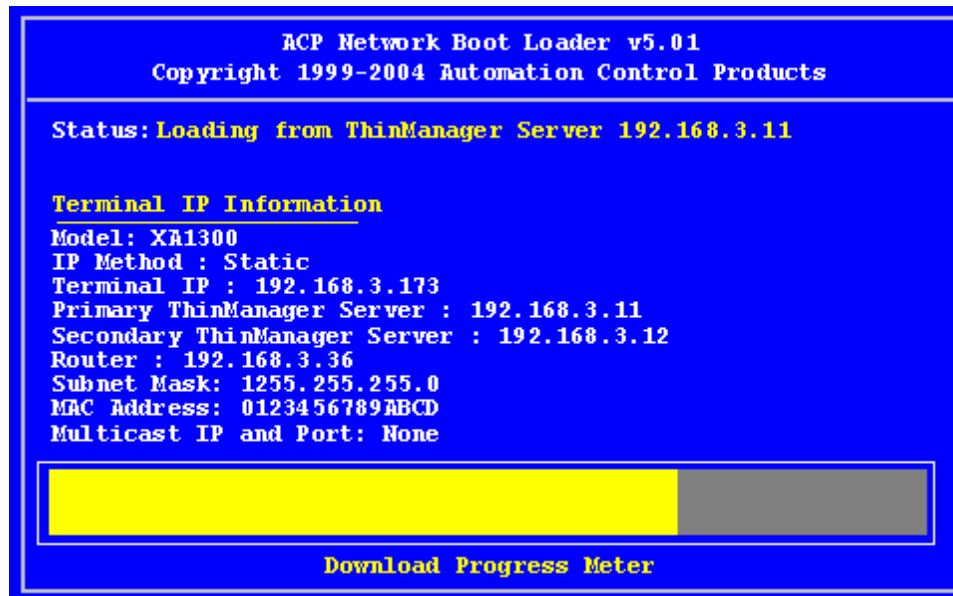 ACP Network Boot Loader v5.01
Copyright 1999-2004 Automation Control Products
Status:Loading from ThinManager Server 192.168.3.11
Terminal IP Information
Model: XA1300
IP Method : Static
Terminal IP : 192.168.3.173
Primary ThinManager Server : 192.168.3.11
Secondary ThinManager Server : 192.168.3.12
Router : 192.168.3.36
Subnet Mask: 1255.255.255.0
MAC Address: 0123456789ABCD
Multicast IP and Port: None
Download Progress Meter